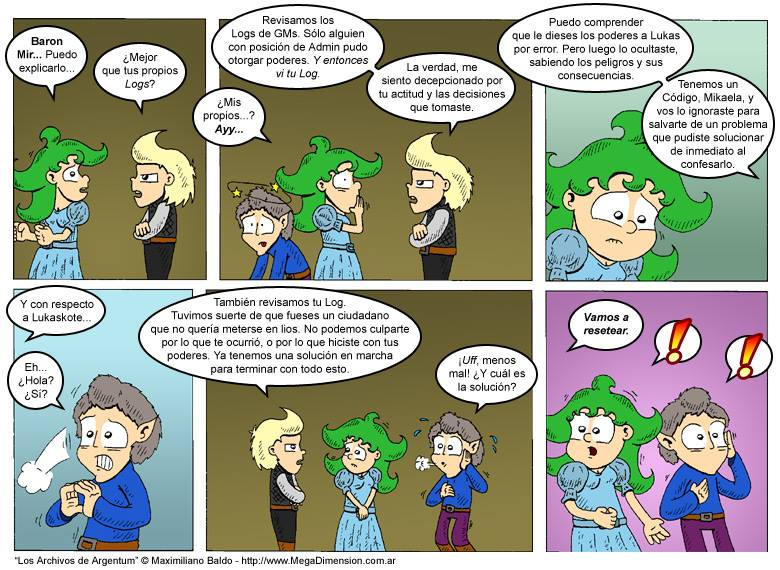 Baron
Mir... Puedo
explicarlo...
¿Mejor
que tus propios
Logs?
Revisamos los
Logs de GMs. Sólo alguien
con posición de Admin pudo
otorgar poderes. Y entonces
vi tu Log.
¿Mis
propios...?
Ayy...
La verdad, me
siento decepcionado por
tu actitud y las decisiones
que tomaste.
Puedo comprender
que le dieses los poderes a Lukas
por error. Pero luego lo ocultaste,
sabiendo los peligros y sus
consecuencias.
Tenemos un
Código, Mikaela, y
vos lo ignoraste para
salvarte de un problema
que pudiste solucionar
de inmediato al
confesarlo.
Y con respecto
a Lukaskote...
Eh...
¿Hola?
¿Sí?
También revisamos tu Log.
Tuvimos suerte de que fueses un ciudadano
que no quería meterse en lios. No podemos culparte
por lo que te ocurrió, o por lo que hiciste con tus
poderes. Ya tenemos una solución en marcha
para terminar con todo esto.
¡Uff, menos
mal! ¿Y cuál es
la solución?
Vamos a
resetear.
!
!
"Los Archivos de Argentum" © Maximiliano Baldo - http://www.MegaDimension.com.ar